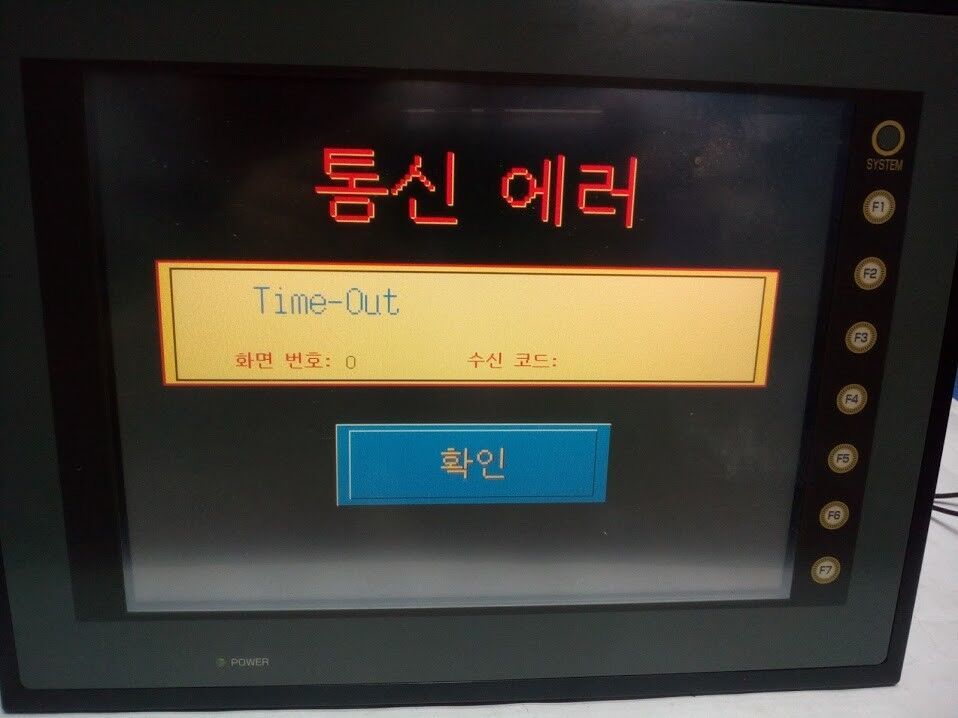 통신 에러
Time-Out
화면 번호: 0 수신 코드:
확인
SYSTEM
F1
F2
F3
F4
F5
F6
F7
POWER